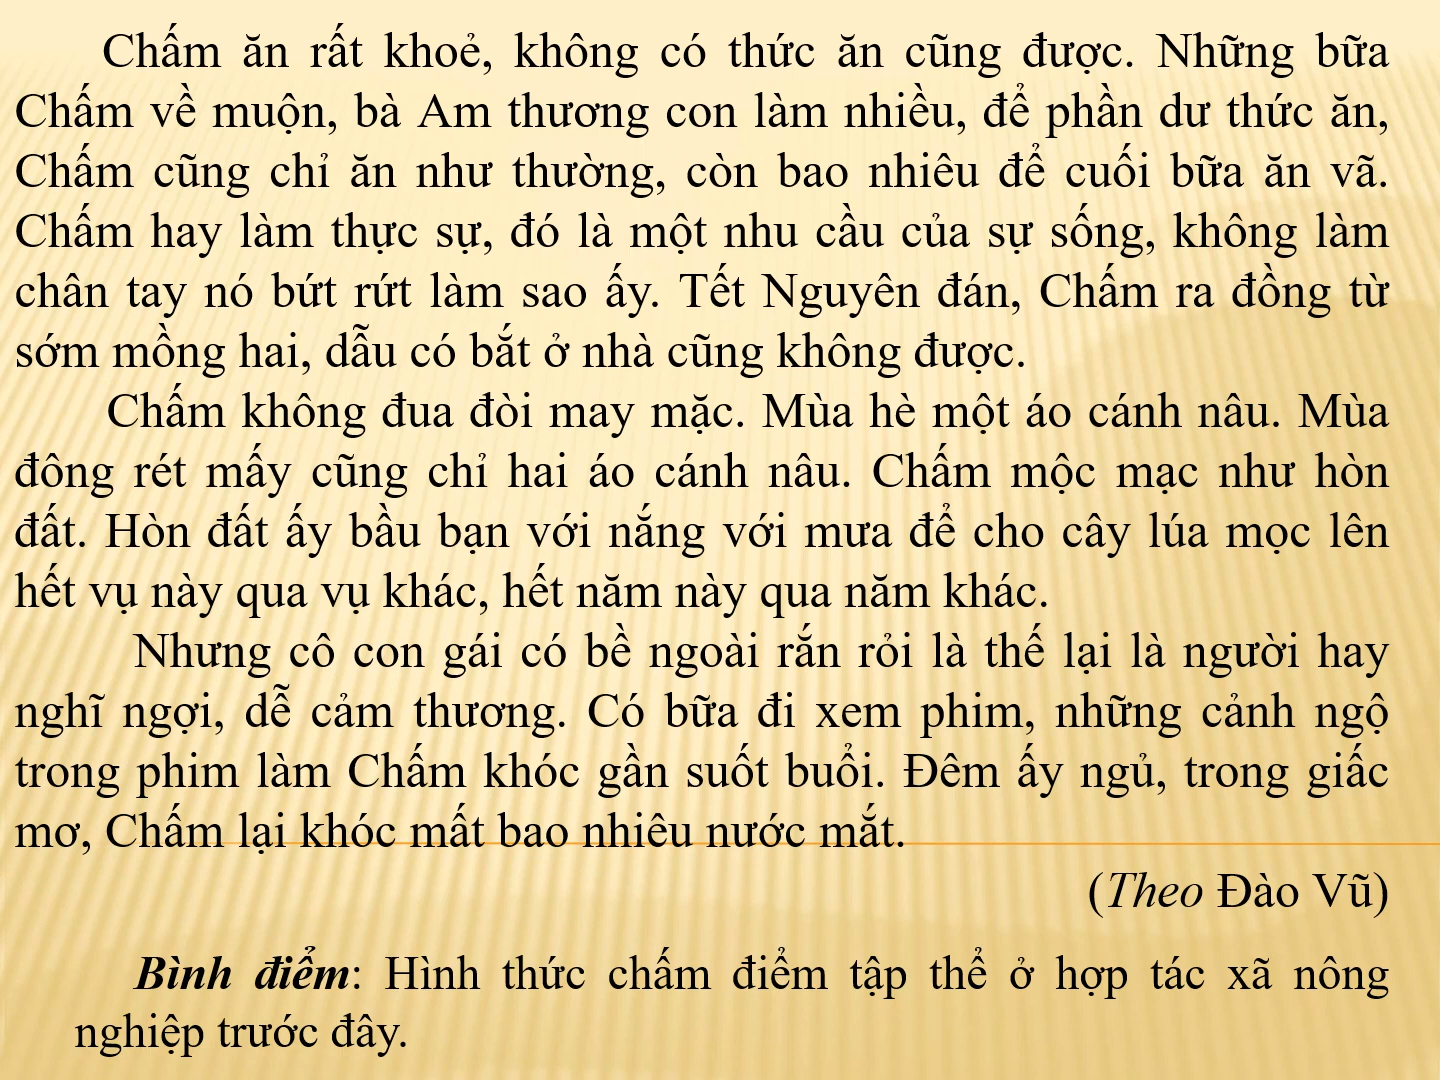 Chấm ăn rất khoẻ, không có thức ăn cũng được. Những bữa
Chấm về muộn, bà Am thương con làm nhiều, để phần dư thức ăn,
Chấm cũng chỉ ăn như thường, còn bao nhiêu để cuối bữa ăn vã.
Chấm hay làm thực sự, đó là một nhu cầu của sự sống, không làm
chân tay nó bứt rứt làm sao ấy. Tết Nguyên đán, Chấm ra đồng từ
sớm mồng hai, dẫu có bắt ở nhà cũng không được.
Chấm không đua đòi may mặc. Mùa hè một áo cánh nâu. Mùa
đông rét mấy cũng chỉ hai áo cánh nâu. Chấm mộc mạc như hòn
đất. Hòn đất ấy bầu bạn với nắng với mưa để cho cây lúa mọc lên
hết vụ này qua vụ khác, hết năm này qua năm khác.
Nhưng cô con gái có bề ngoài rắn rỏi là thế lại là người hay
nghĩ ngợi, dễ cảm thương. Có bữa đi xem phim, những cảnh ngộ
trong phim làm Chấm khóc gần suốt buổi. Đêm ấy ngủ, trong giấc
mơ, Chấm lại khóc mất bao nhiêu nước mắt.
(Theo Đào Vũ)
Bình điểm: Hình thức chấm điểm tập thể ở hợp tác xã nông
nghiệp trước đây.